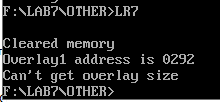 F:\LAB7\OTHER>LR7
Cleared memory
Overlay1 address is 0292
Can't get overlay size
F:\LAB7\OTHER>